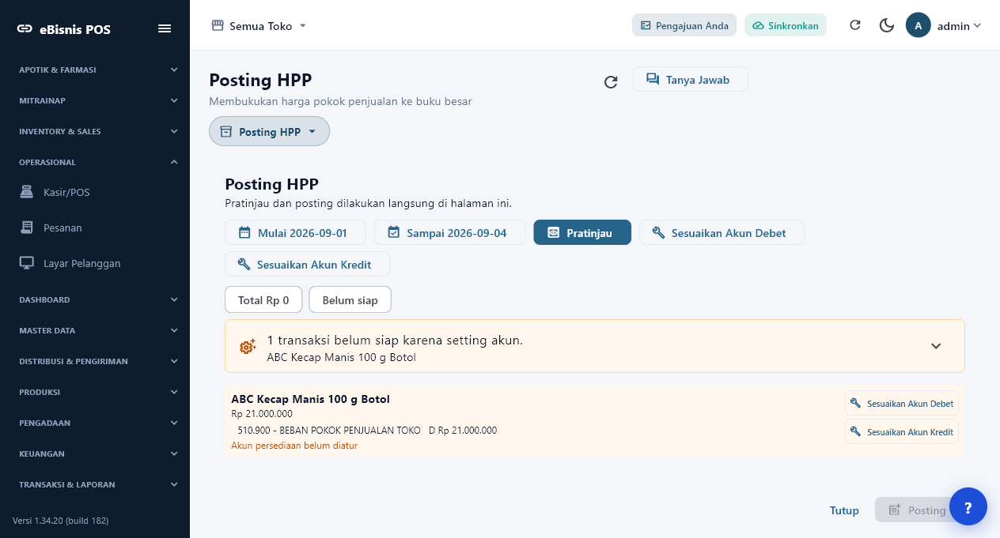 eBisnis POS
APOTIK & FARMASI
MITRAINAP
INVENTORY & SALES
OPERASIONAL
Kasir/POS
Pesanan
Layar Pelanggan
DASHBOARD
MASTER DATA
DISTRIBUSI & PENGIRIMAN
PRODUKSI
PENGADAAN
KEUANGAN
TRANSAKSI & LAPORAN
Versi 1.34.20 (build 182)
Semua Toko
Pengajuan Anda
Sinkronkan
A
admin
Posting HPP
Membukukan harga pokok penjualan ke buku besar
Tanya Jawab
Posting HPP
Posting HPP
Pratinjau dan posting dilakukan langsung di halaman ini.
Mulai 2026-09-01
Sampai 2026-09-04
Pratinjau
Sesuaikan Akun Debet
Sesuaikan Akun Kredit
Total Rp 0
Belum siap
1 transaksi belum siap karena setting akun.
ABC Kecap Manis 100 g Botol
ABC Kecap Manis 100 g Botol
Rp 21.000.000
510.900 - BEBAN POKOK PENJUALAN TOKO D Rp 21.000.000
Akun persediaan belum diatur
Sesuaikan Akun Debet
Sesuaikan Akun Kredit
Tutup
Posting
?